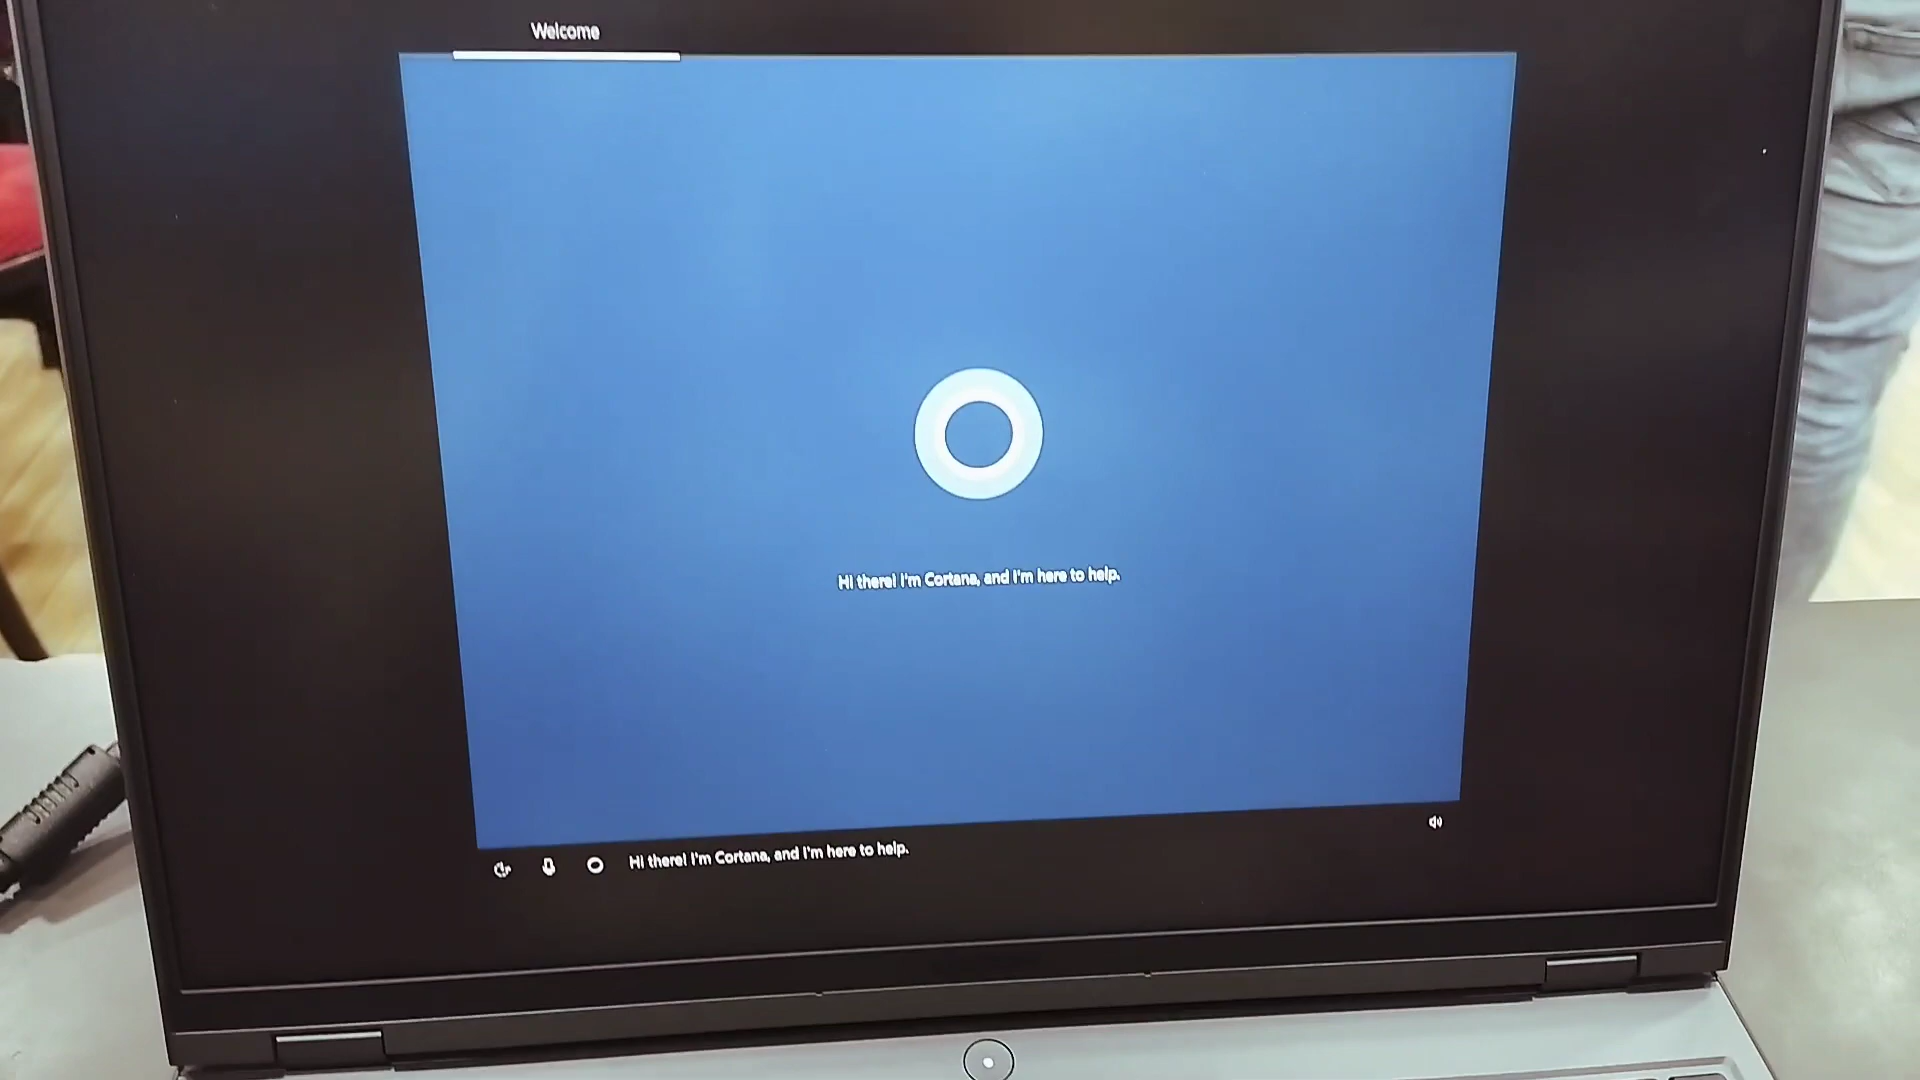 Welcome
Hi there! I'm Cortana, and I'm here to help.
Hi there! I'm Cortana, and I'm here to help.